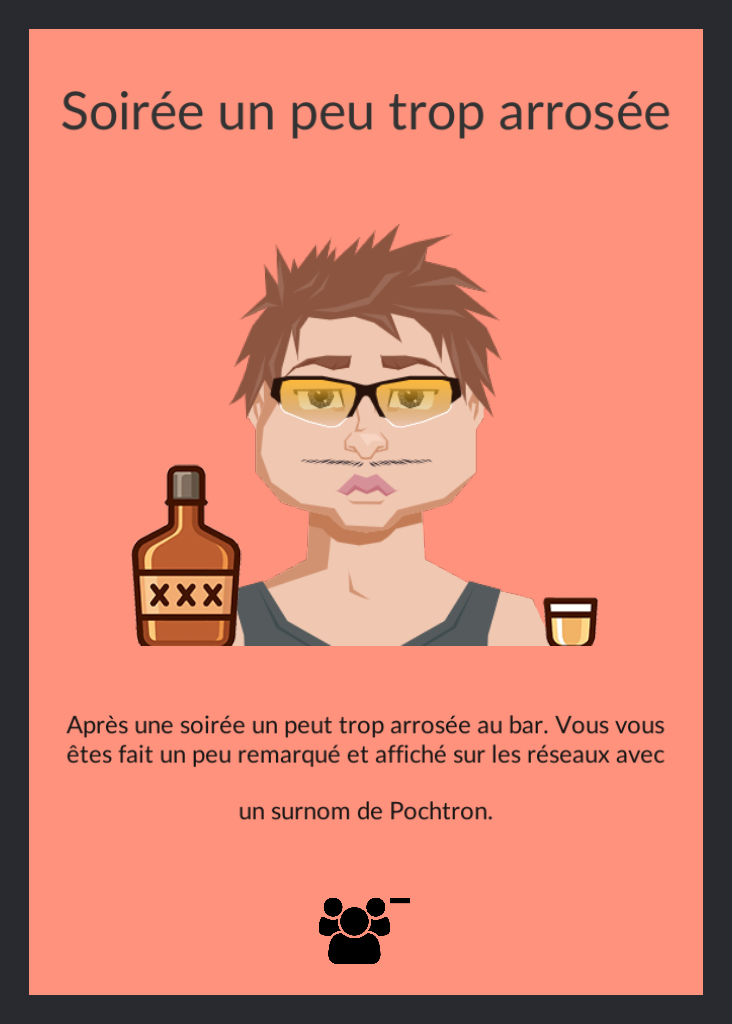 Soirée un peu trop arrosée
XXX
Après une soirée un peut trop arrosée au bar. Vous vous
êtes fait un peu remarqué et affiché sur les réseaux avec
un surnom de Pochtron.